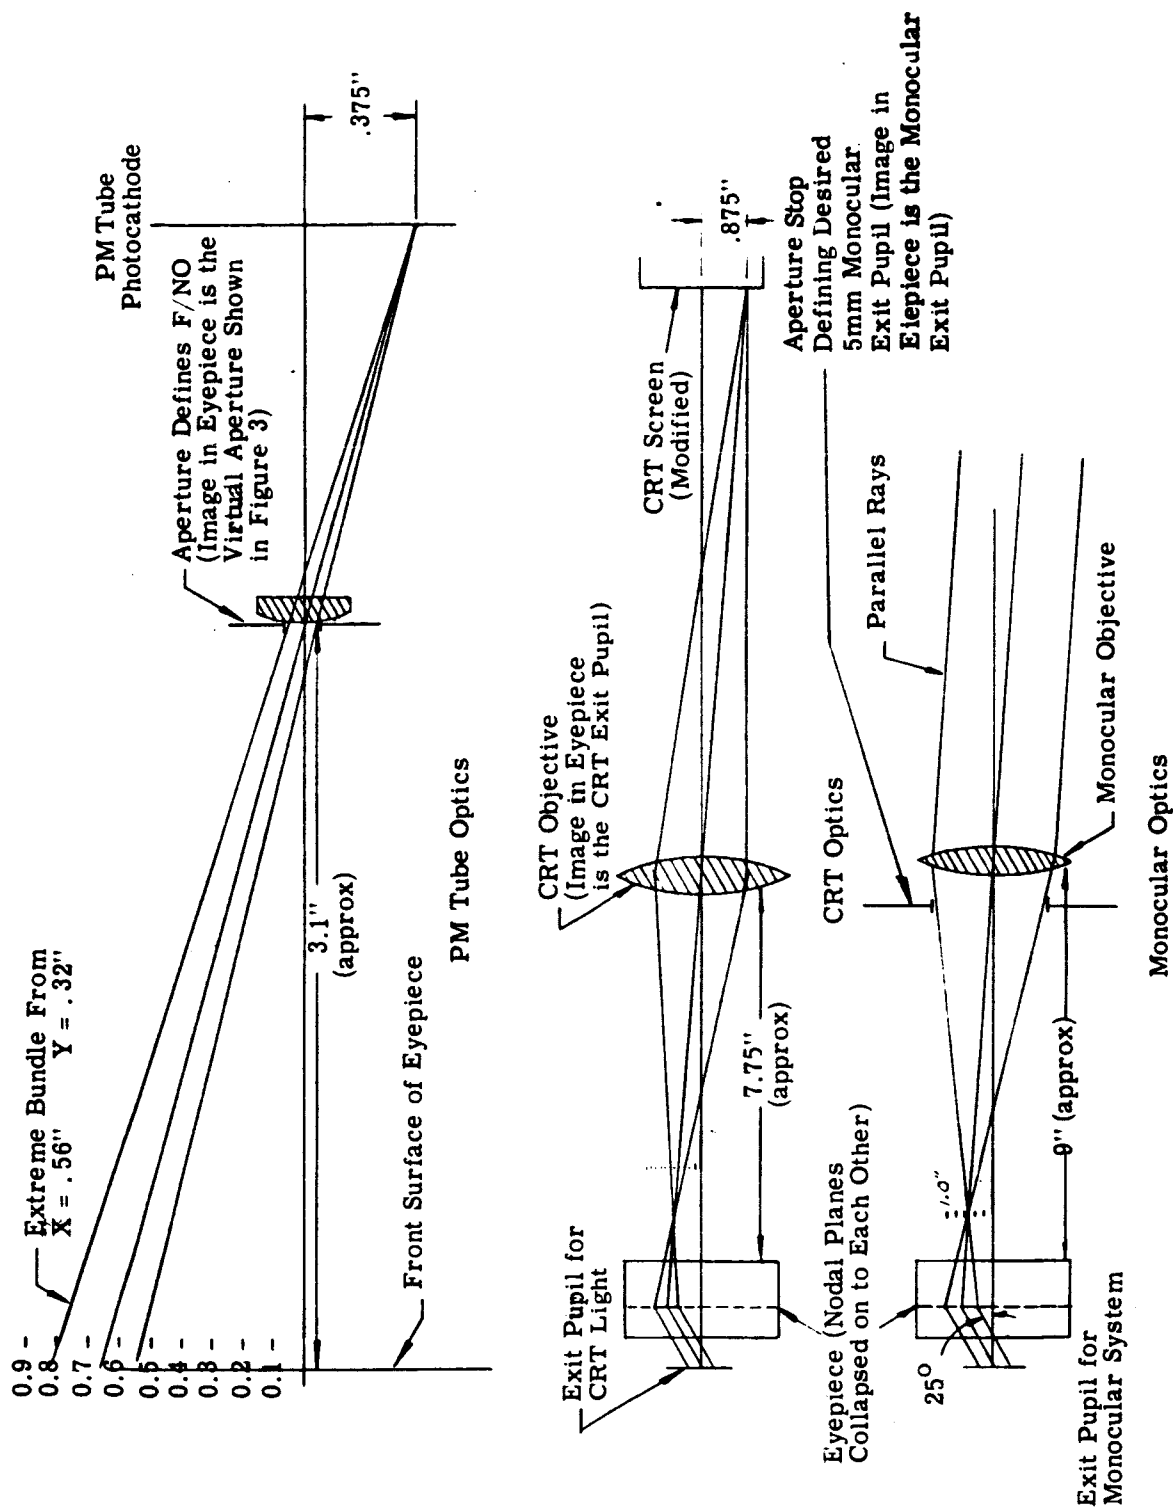 PM Tube
Photocathode
Aperture Defines F/NO
(Image in Eyepiece is the
Virtual Aperture Shown
in Figure 3)
.375"
Extreme Bundle From
X = .56" Y = .32"
0.9
0.8
0.7
0.6
0.5
0.4
0.3
0.2
0.1
3.1"
(approx)
Front Surface of Eyepiece
PM Tube Optics
CRT Objective
(Image in Eyepiece
is the CRT Exit Pupil)
CRT Screen
(Modified)
.875"
Exit Pupil for
CRT Light
7.75"
(approx)
CRT Optics
Eyepiece (Nodal Planes
Collapsed on to Each Other)
Aperture Stop
Defining Desired
5mm Monocular
Exit Pupil (Image in
Eiepiece is the Monocular
Exit Pupil)
Parallel Rays
Monocular Objective
1.0"
25°
9" (approx)
Exit Pupil for
Monocular System
Monocular Optics